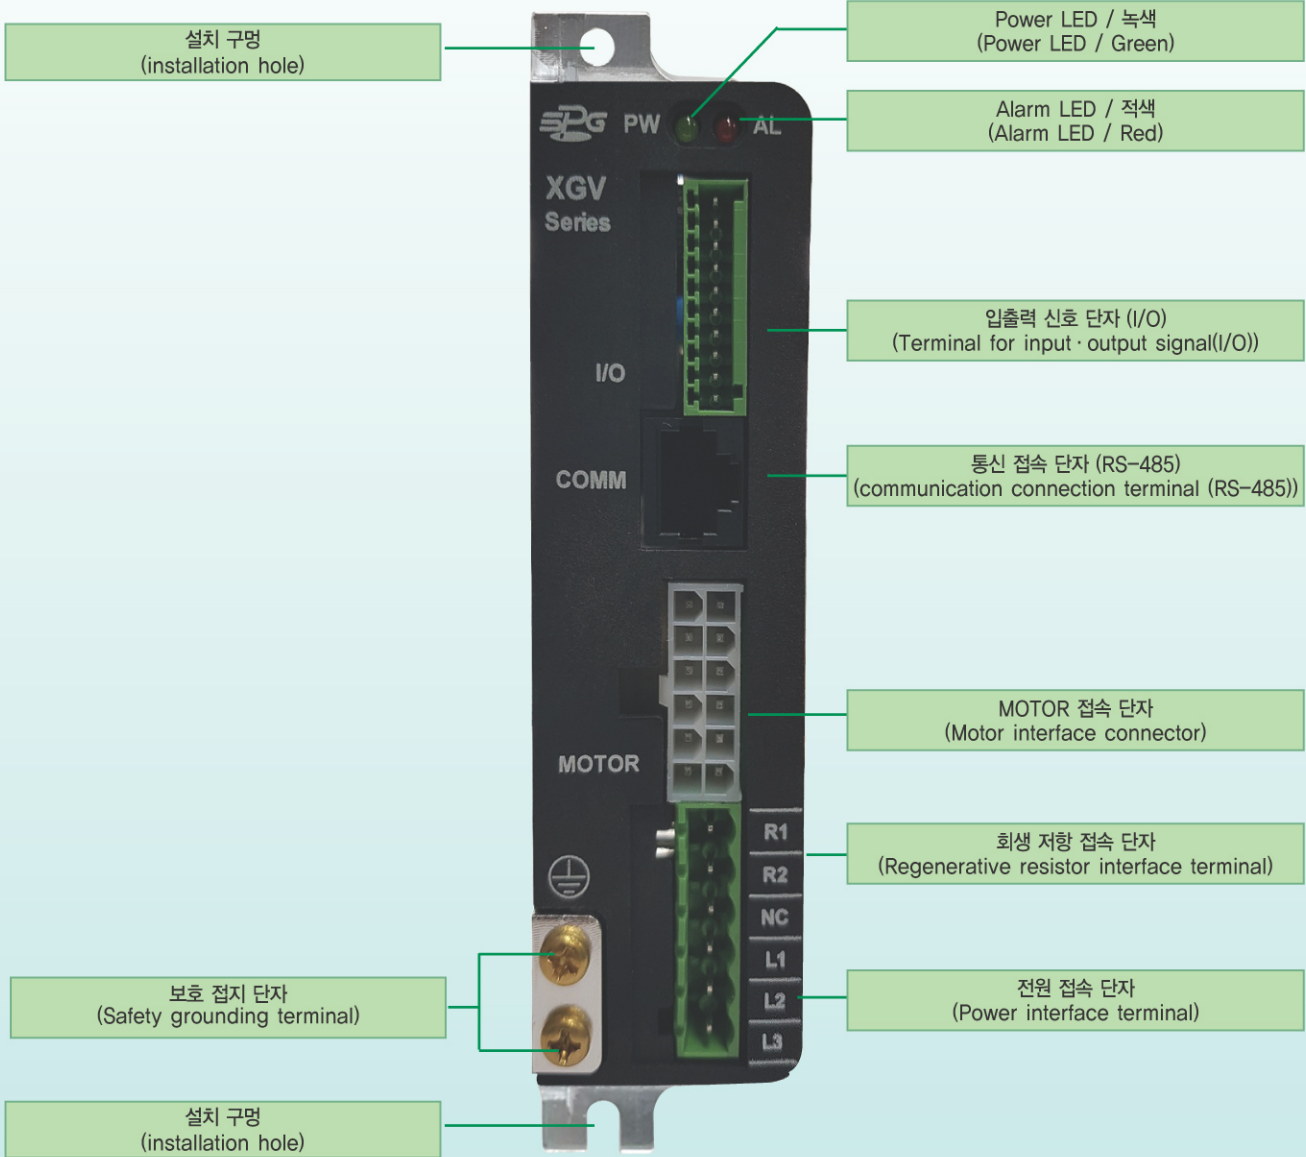 설치 구멍
(installation hole)
Power LED / 녹색
(Power LED / Green)
Alarm LED / 적색
(Alarm LED / Red)
SPG PW AL
XGV
Series
입출력 신호 단자 (I/O)
(Terminal for input · output signal(I/O))
I/O
통신 접속 단자 (RS-485)
(communication connection terminal (RS-485))
COMM
MOTOR 접속 단자
(Motor interface connector)
MOTOR
R1
회생 저항 접속 단자
(Regenerative resistor interface terminal)
R2
NC
L1
보호 접지 단자
(Safety grounding terminal)
전원 접속 단자
(Power interface terminal)
L2
L3
설치 구멍
(installation hole)